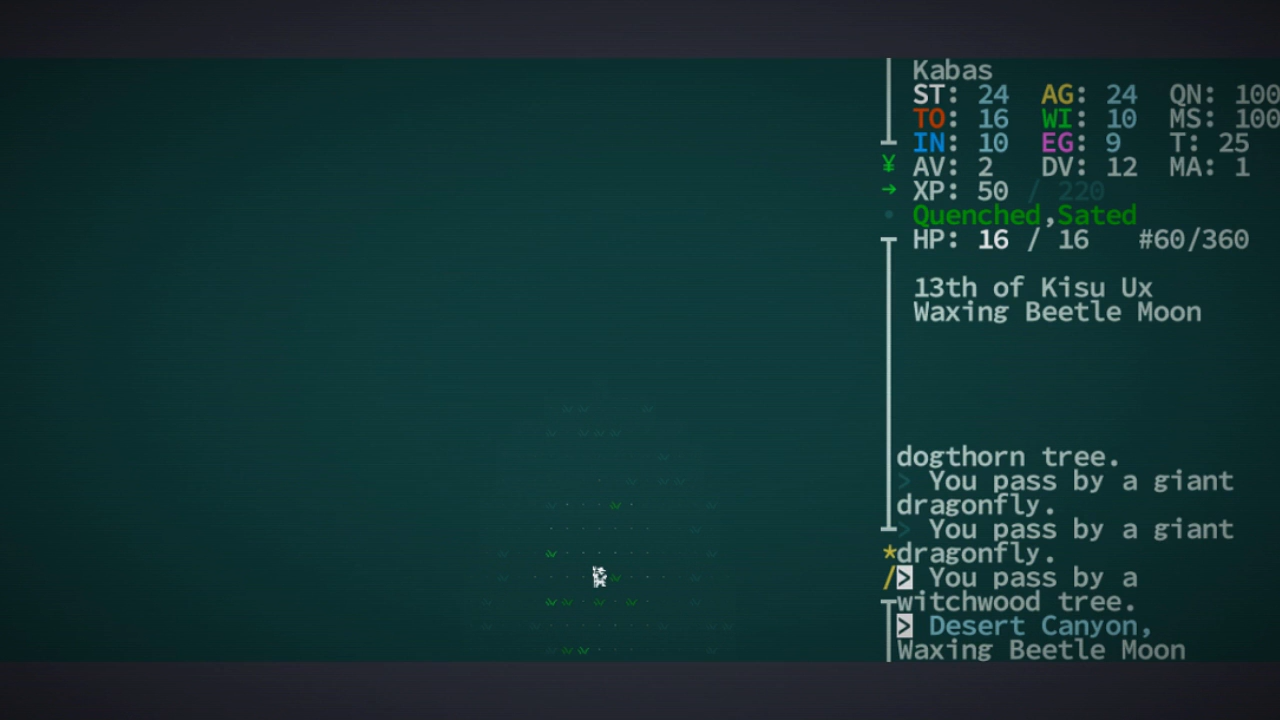 Kabas
ST: 24 AG: 24 QN: 100
TO: 16 WI: 10 MS: 100
IN: 10 EG: 9 T: 25
¥ AV: 2 DV: 12 MA: 1
→ XP: 50 / 220
Quenched,Sated
HP: 16 / 16 #60/360
13th of Kisu Ux
Waxing Beetle Moon
dogthorn tree.
> You pass by a giant
dragonfly.
> You pass by a giant
*dragonfly.
/> You pass by a
witchwood tree.
> Desert Canyon,
Waxing Beetle Moon